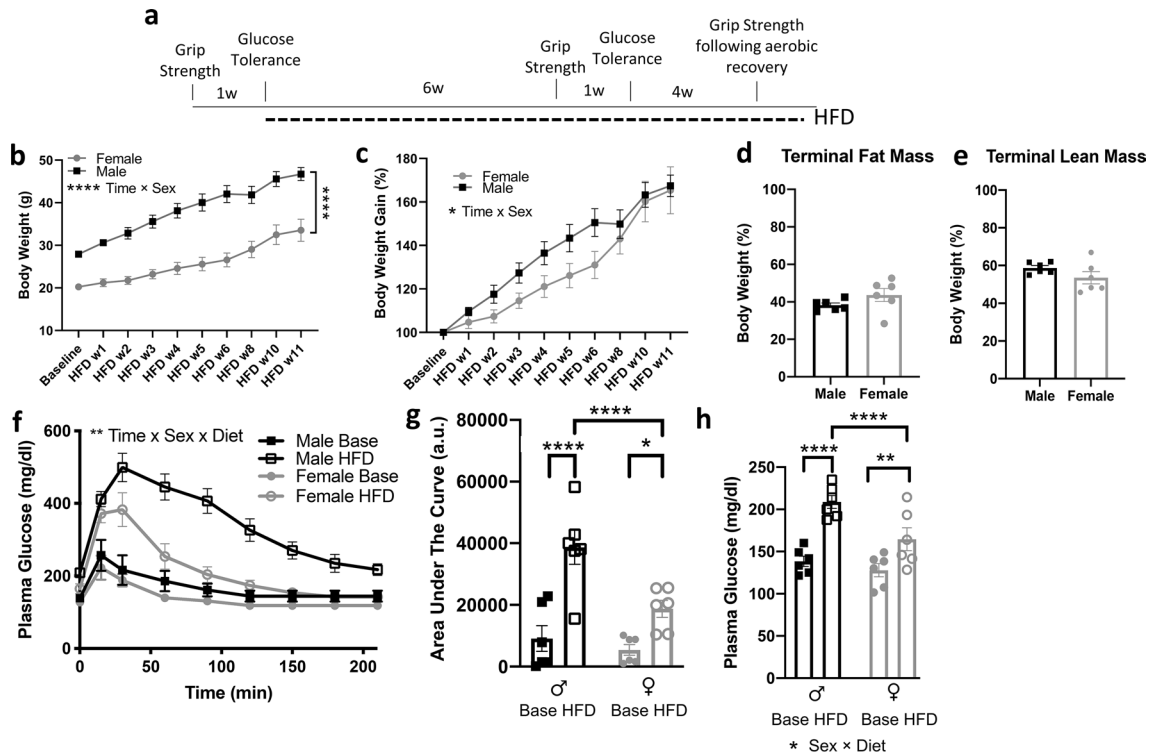 a
Grip
Strength
Glucose
Tolerance
Grip
Strength
Glucose
Tolerance
Grip Strength
following aerobic
recovery
1w
6w
1w
4w
HFD
b
Female
Male
**** Time × Sex
****
Body Weight (g)
50
40
30
20
10
Baseline
HFD w1
HFD w2
HFD w3
HFD w4
HFD w5
HFD w6
HFD w8
HFD w10
HFD w11
c
Female
Male
* Time x Sex
Body Weight Gain (%)
180
160
140
120
100
Baseline
HFD w1
HFD w2
HFD w3
HFD w4
HFD w5
HFD w6
HFD w8
HFD w10
HFD w11
d
Terminal Fat Mass
Body Weight (%)
100
80
60
40
20
0
Male
Female
e
Terminal Lean Mass
Body Weight (%)
100
80
60
40
20
0
Male
Female
f
** Time x Sex x Diet
Male Base
Male HFD
Female Base
Female HFD
Plasma Glucose (mg/dl)
600
400
200
0
0
50
100
150
200
Time (min)
g
****
****
*
Area Under The Curve (a.u.)
80000
60000
40000
20000
0
♂
♀
Base HFD
Base HFD
h
****
****
**
Plasma Glucose (mg/dl)
250
200
150
100
50
0
♂
♀
Base HFD
Base HFD
* Sex × Diet